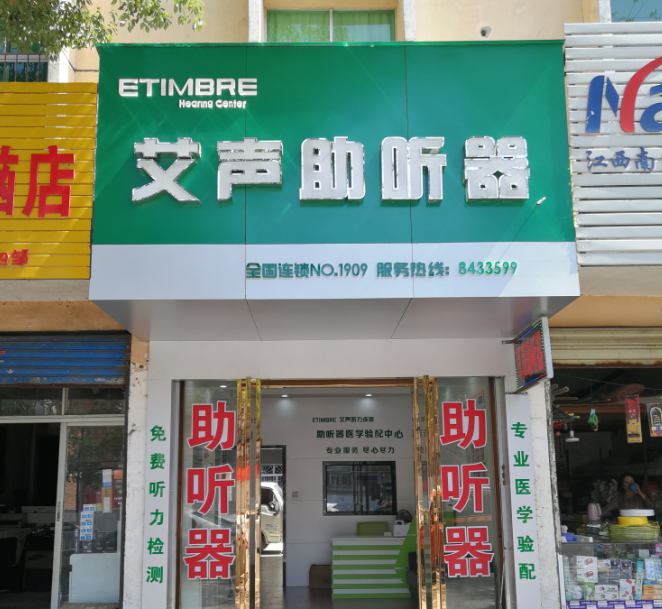 ETIMBRE
Hearing Center
艾声助听器
全国连锁NO.1909 服务热线: 8433599
店
江西南
ETIMBRE 艾声听力连锁
助听器医学验配中心
专业服务 尽心尽力
免费听力检测
助听器
助听器
专业医学验配